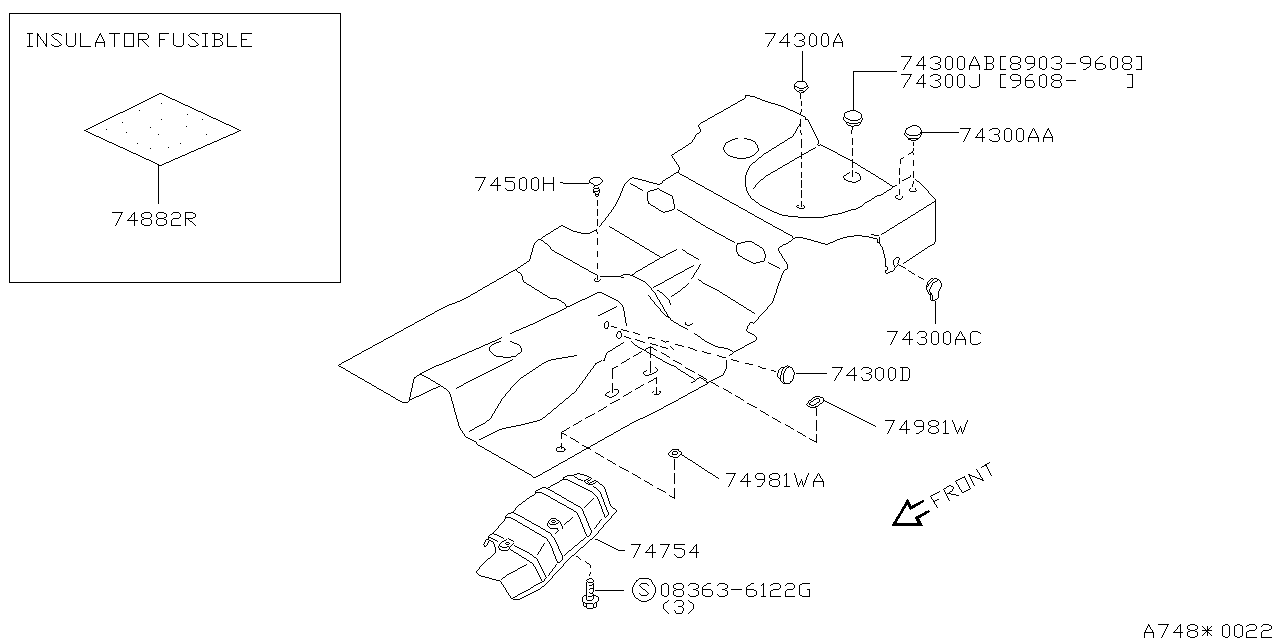 INSULATOR FUSIBLE
74882R
74300A
74300AB[8903-9608]
74300J [9608-    ]
74300AA
74500H
74300AC
74300D
74981W
74981WA
FRONT
74754
S 08363-6122G
(3)
A748* 0022